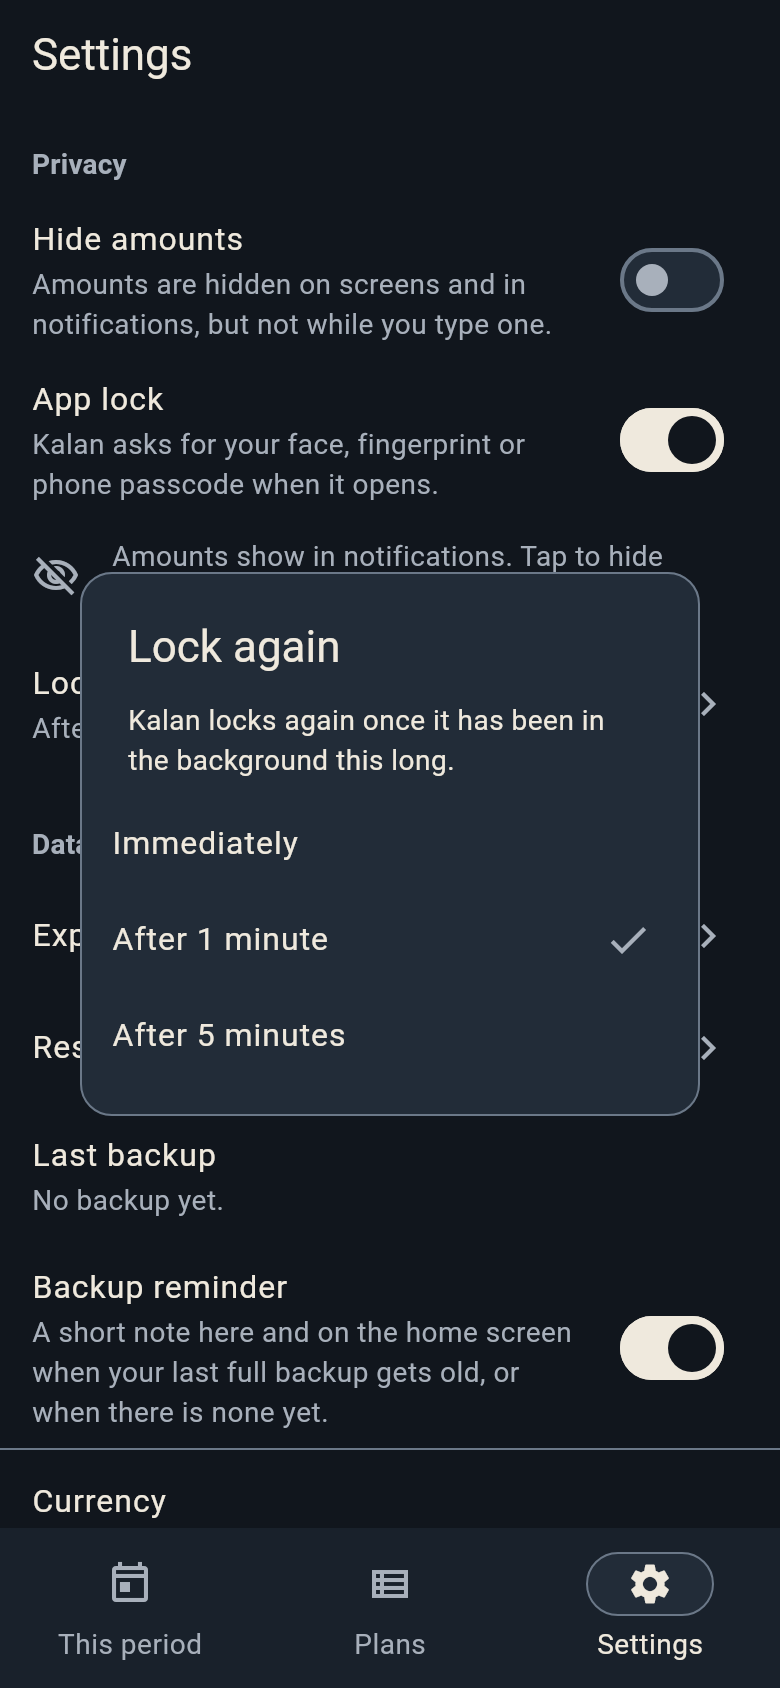 Settings
Privacy
Hide amounts
Amounts are hidden on screens and in
notifications, but not while you type one.
App lock
Kalan asks for your face, fingerprint or
phone passcode when it opens.
Amounts show in notifications. Tap to hide
Lock again
Kalan locks again once it has been in
the background this long.
Immediately
After 1 minute
After 5 minutes
Last backup
No backup yet.
Backup reminder
A short note here and on the home screen
when your last full backup gets old, or
when there is none yet.
Currency
This period
Plans
Settings